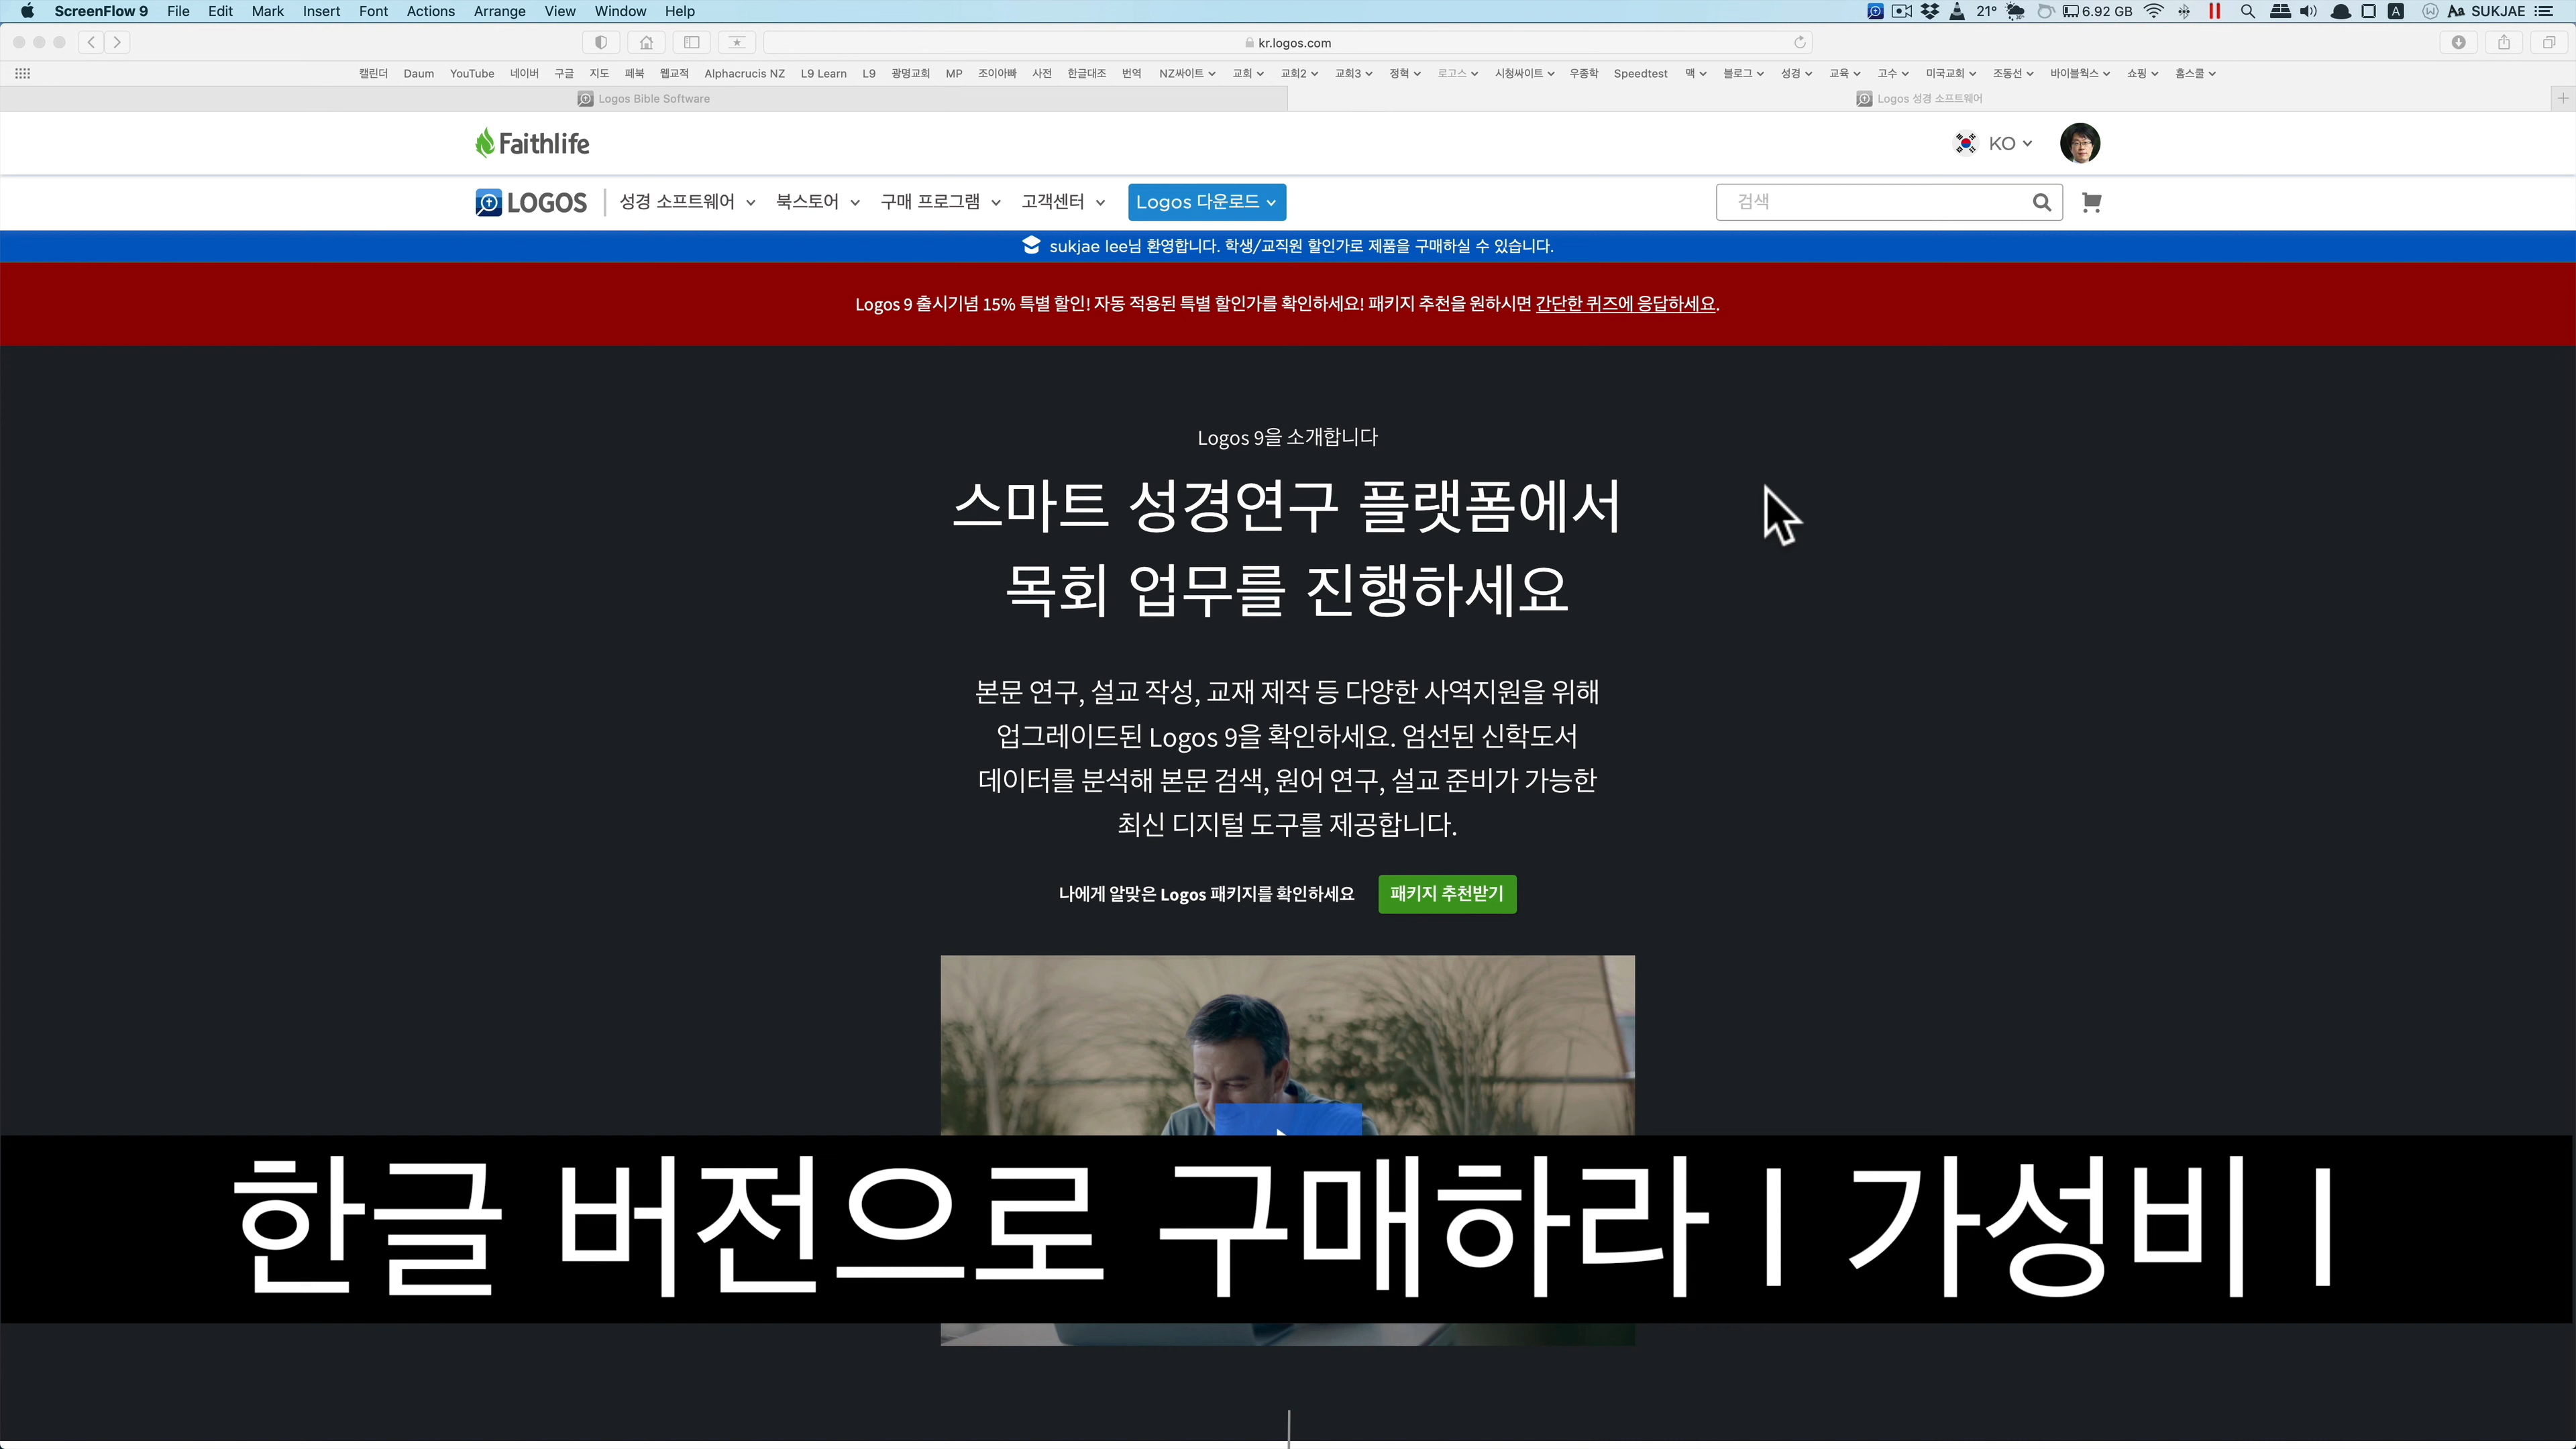 ScreenFlow 9 File Edit Mark Insert Font Actions Arrange View Window Help 21° 6.92 GB A Aa SUKJAE
kr.logos.com
캘린더 Daum YouTube 네이버 구글 지도 페북 웹교적 Alphacrucis NZ L9 Learn L9 광명교회 MP 조이아빠 사전 한글대조 번역 NZ싸이트 교회 교회2 교회3 정혁 로고스 시청싸이트 우종학 Speedtest 맥 블로그 성경 교육 고수 미국교회 조동선 바이블웍스 쇼핑 홈스쿨
Logos Bible Software Logos 성경 소프트웨어
Faithlife KO
LOGOS 성경 소프트웨어 북스토어 구매 프로그램 고객센터 Logos 다운로드 검색
sukjae lee님 환영합니다. 학생/교직원 할인가로 제품을 구매하실 수 있습니다.
Logos 9 출시기념 15% 특별 할인! 자동 적용된 특별 할인가를 확인하세요! 패키지 추천을 원하시면 간단한 퀴즈에 응답하세요.
Logos 9을 소개합니다
스마트 성경연구 플랫폼에서
목회 업무를 진행하세요
본문 연구, 설교 작성, 교재 제작 등 다양한 사역지원을 위해
업그레이드된 Logos 9을 확인하세요. 엄선된 신학도서
데이터를 분석해 본문 검색, 원어 연구, 설교 준비가 가능한
최신 디지털 도구를 제공합니다.
나에게 알맞은 Logos 패키지를 확인하세요 패키지 추천받기
한글 버전으로 구매하라 l 가성비 l